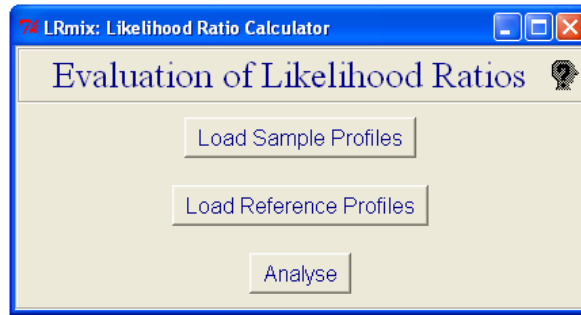 LRmix: Likelihood Ratio Calculator
Evaluation of Likelihood Ratios
Load Sample Profiles
Load Reference Profiles
Analyse